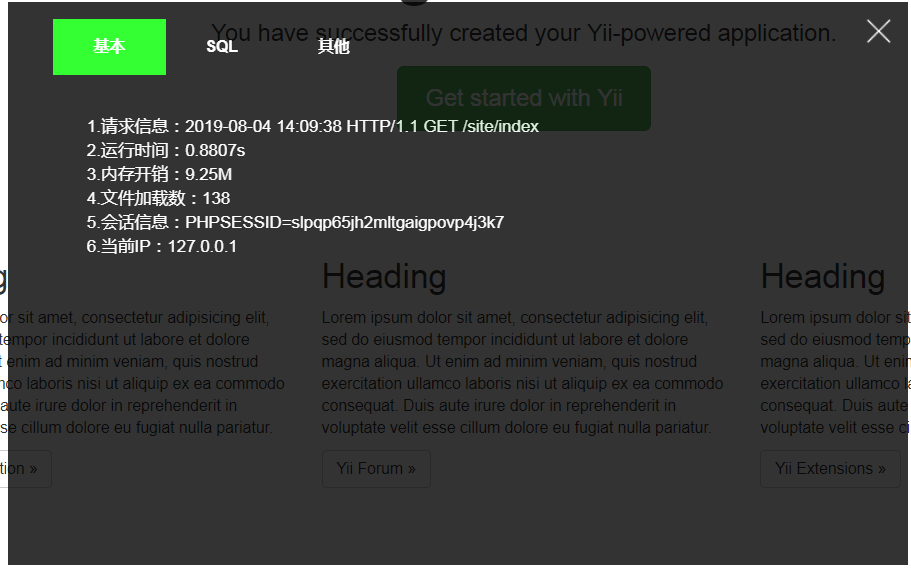 You have successfully created your Yii-powered application.
基本 SQL 其他
Get started with Yii
1.请求信息：2019-08-04 14:09:38 HTTP/1.1 GET /site/index
2.运行时间：0.8807s
3.内存开销：9.25M
4.文件加载数：138
5.会话信息：PHPSESSID=slpqp65jh2mltgaigpovp4j3k7
6.当前IP：127.0.0.1
or sit amet, consectetur adipisicing elit,
tempor incididunt ut labore et dolore
t enim ad minim veniam, quis nostrud
laboris nisi ut aliquip ex ea commodo
aute irure dolor in reprehenderit in
se cillum dolore eu fugiat nulla pariatur.
tion »
Heading
Lorem ipsum dolor sit amet, consectetur adipisicing elit,
sed do eiusmod tempor incididunt ut labore et dolore
magna aliqua. Ut enim ad minim veniam, quis nostrud
exercitation ullamco laboris nisi ut aliquip ex ea commodo
consequat. Duis aute irure dolor in reprehenderit in
voluptate velit esse cillum dolore eu fugiat nulla pariatur.
Yii Forum »
Heading
Lorem ipsum dolor sit
sed do eiusmod temp
magna aliqua. Ut enim
exercitation ullamco
consequat. Duis aute
voluptate velit esse ci
Yii Extensions »